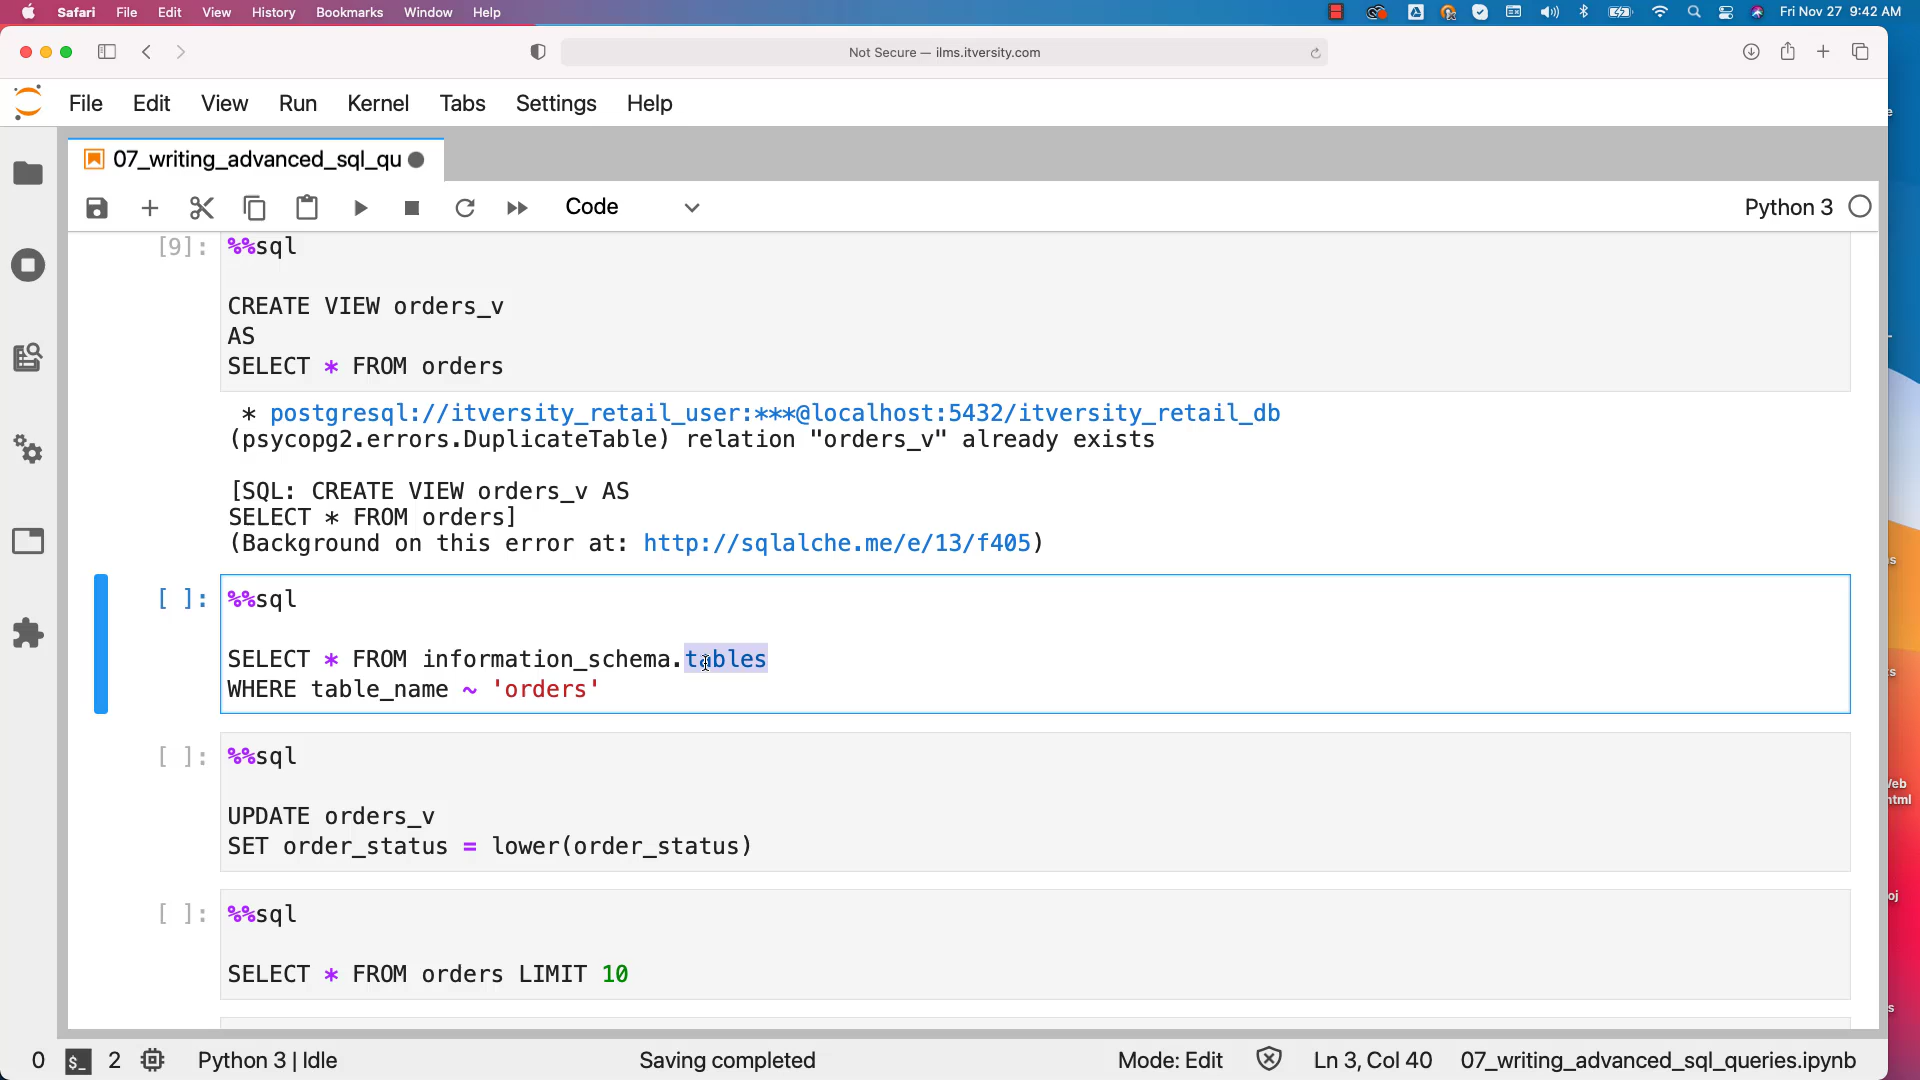 Safari File Edit View History Bookmarks Window Help Fri Nov 27 9:42 AM
Not Secure — ilms.itversity.com
File Edit View Run Kernel Tabs Settings Help
07_writing_advanced_sql_qu
Code Python 3
[9]: %%sql
CREATE VIEW orders_v
AS
SELECT * FROM orders
* postgresql://itversity_retail_user:***@localhost:5432/itversity_retail_db
(psycopg2.errors.DuplicateTable) relation "orders_v" already exists
[SQL: CREATE VIEW orders_v AS
SELECT * FROM orders]
(Background on this error at: http://sqlalche.me/e/13/f405)
[ ]: %%sql
SELECT * FROM information_schema.tables
WHERE table_name ~ 'orders'
[ ]: %%sql
UPDATE orders_v
SET order_status = lower(order_status)
[ ]: %%sql
SELECT * FROM orders LIMIT 10
0 $_ 2 Python 3 | Idle Saving completed Mode: Edit Ln 3, Col 40 07_writing_advanced_sql_queries.ipynb